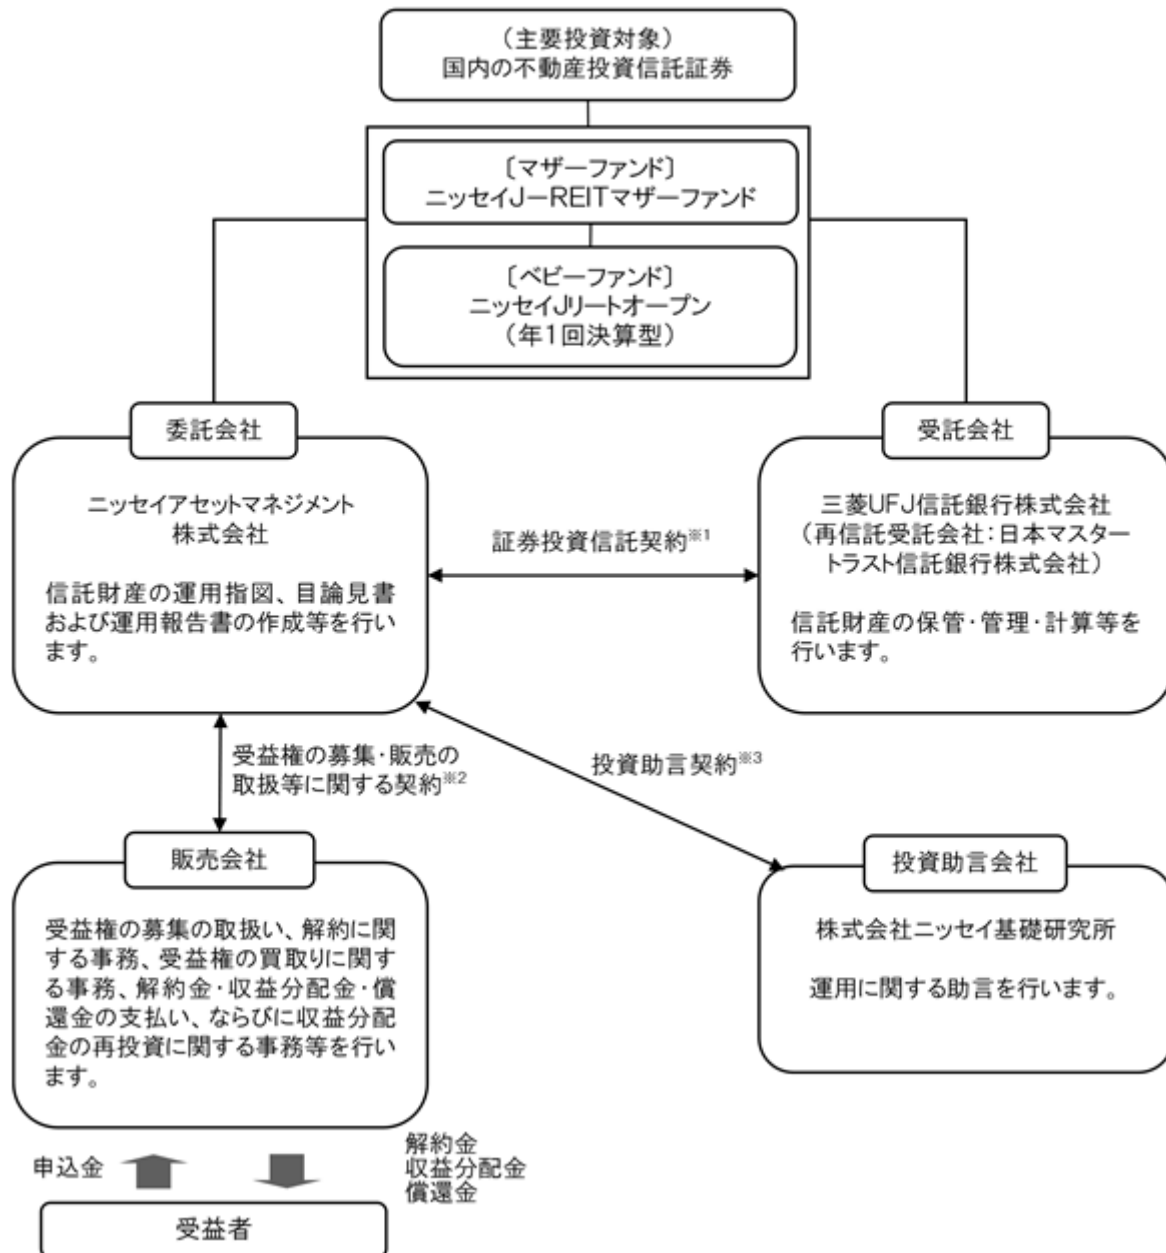 （主要投資対象）
国内の不動産投資信託証券
〔マザーファンド〕
ニッセイJ－REITマザーファンド
〔ベビーファンド〕
ニッセイJリートオープン
（年1回決算型）
委託会社
ニッセイアセットマネジメント
株式会社
信託財産の運用指図、目論見書
および運用報告書の作成等を行い
ます。
受託会社
三菱UFJ信託銀行株式会社
（再信託受託会社：日本マスター
トラスト信託銀行株式会社）
信託財産の保管・管理・計算等を
行います。
証券投資信託契約※1
受益権の募集・販売の
取扱等に関する契約※2
投資助言契約※3
販売会社
受益権の募集の取扱い、解約に関
する事務、受益権の買取りに関す
る事務、解約金・収益分配金・償
還金の支払い、ならびに収益分配
金の再投資に関する事務等を行い
ます。
投資助言会社
株式会社ニッセイ基礎研究所
運用に関する助言を行います。
申込金
解約金
収益分配金
償還金
受益者